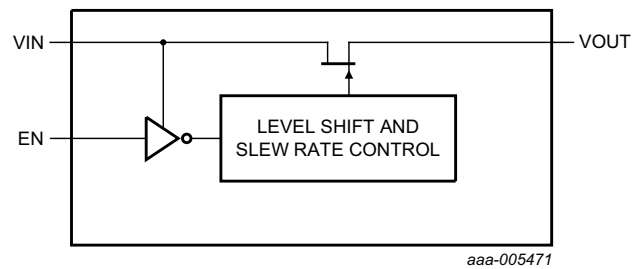 VIN
VOUT
EN
LEVEL SHIFT AND
SLEW RATE CONTROL
aaa-005471